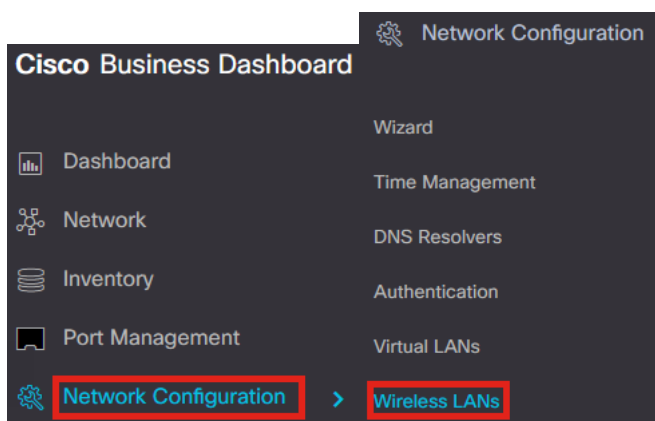 Cisco Business Dashboard
Dashboard
Network
Inventory
Port Management
Network Configuration
Network Configuration
Wizard
Time Management
DNS Resolvers
Authentication
Virtual LANs
Wireless LANs